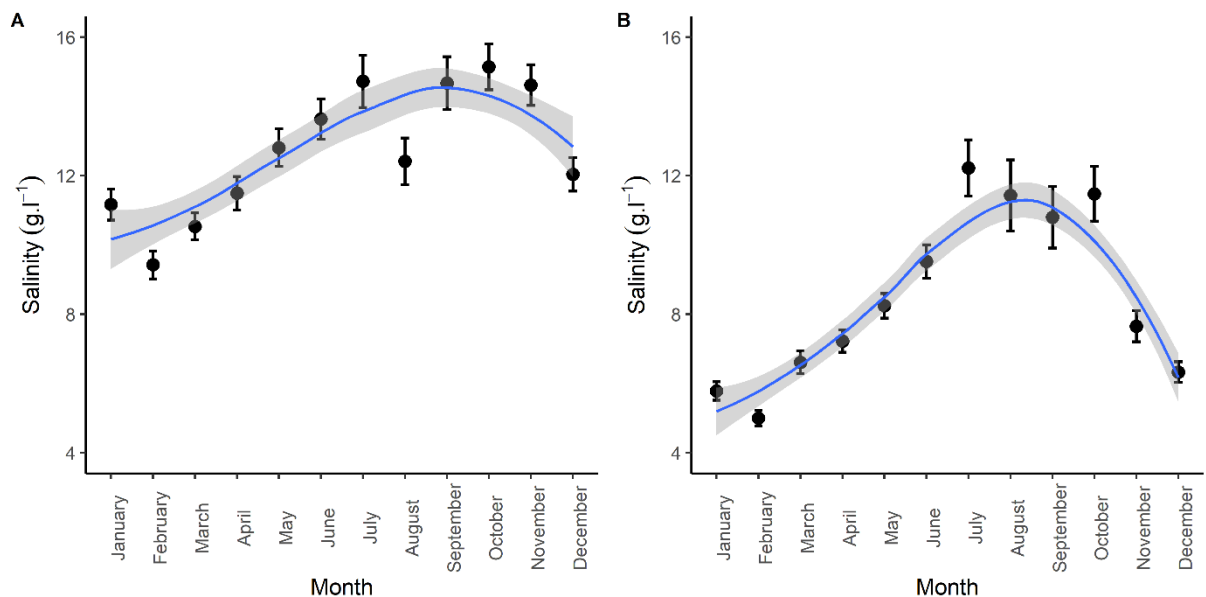 A
Salinity (g.l⁻¹)
16
12
8
4
January
February
March
April
May
June
July
August
September
October
November
December
Month
B
Salinity (g.l⁻¹)
16
12
8
4
January
February
March
April
May
June
July
August
September
October
November
December
Month